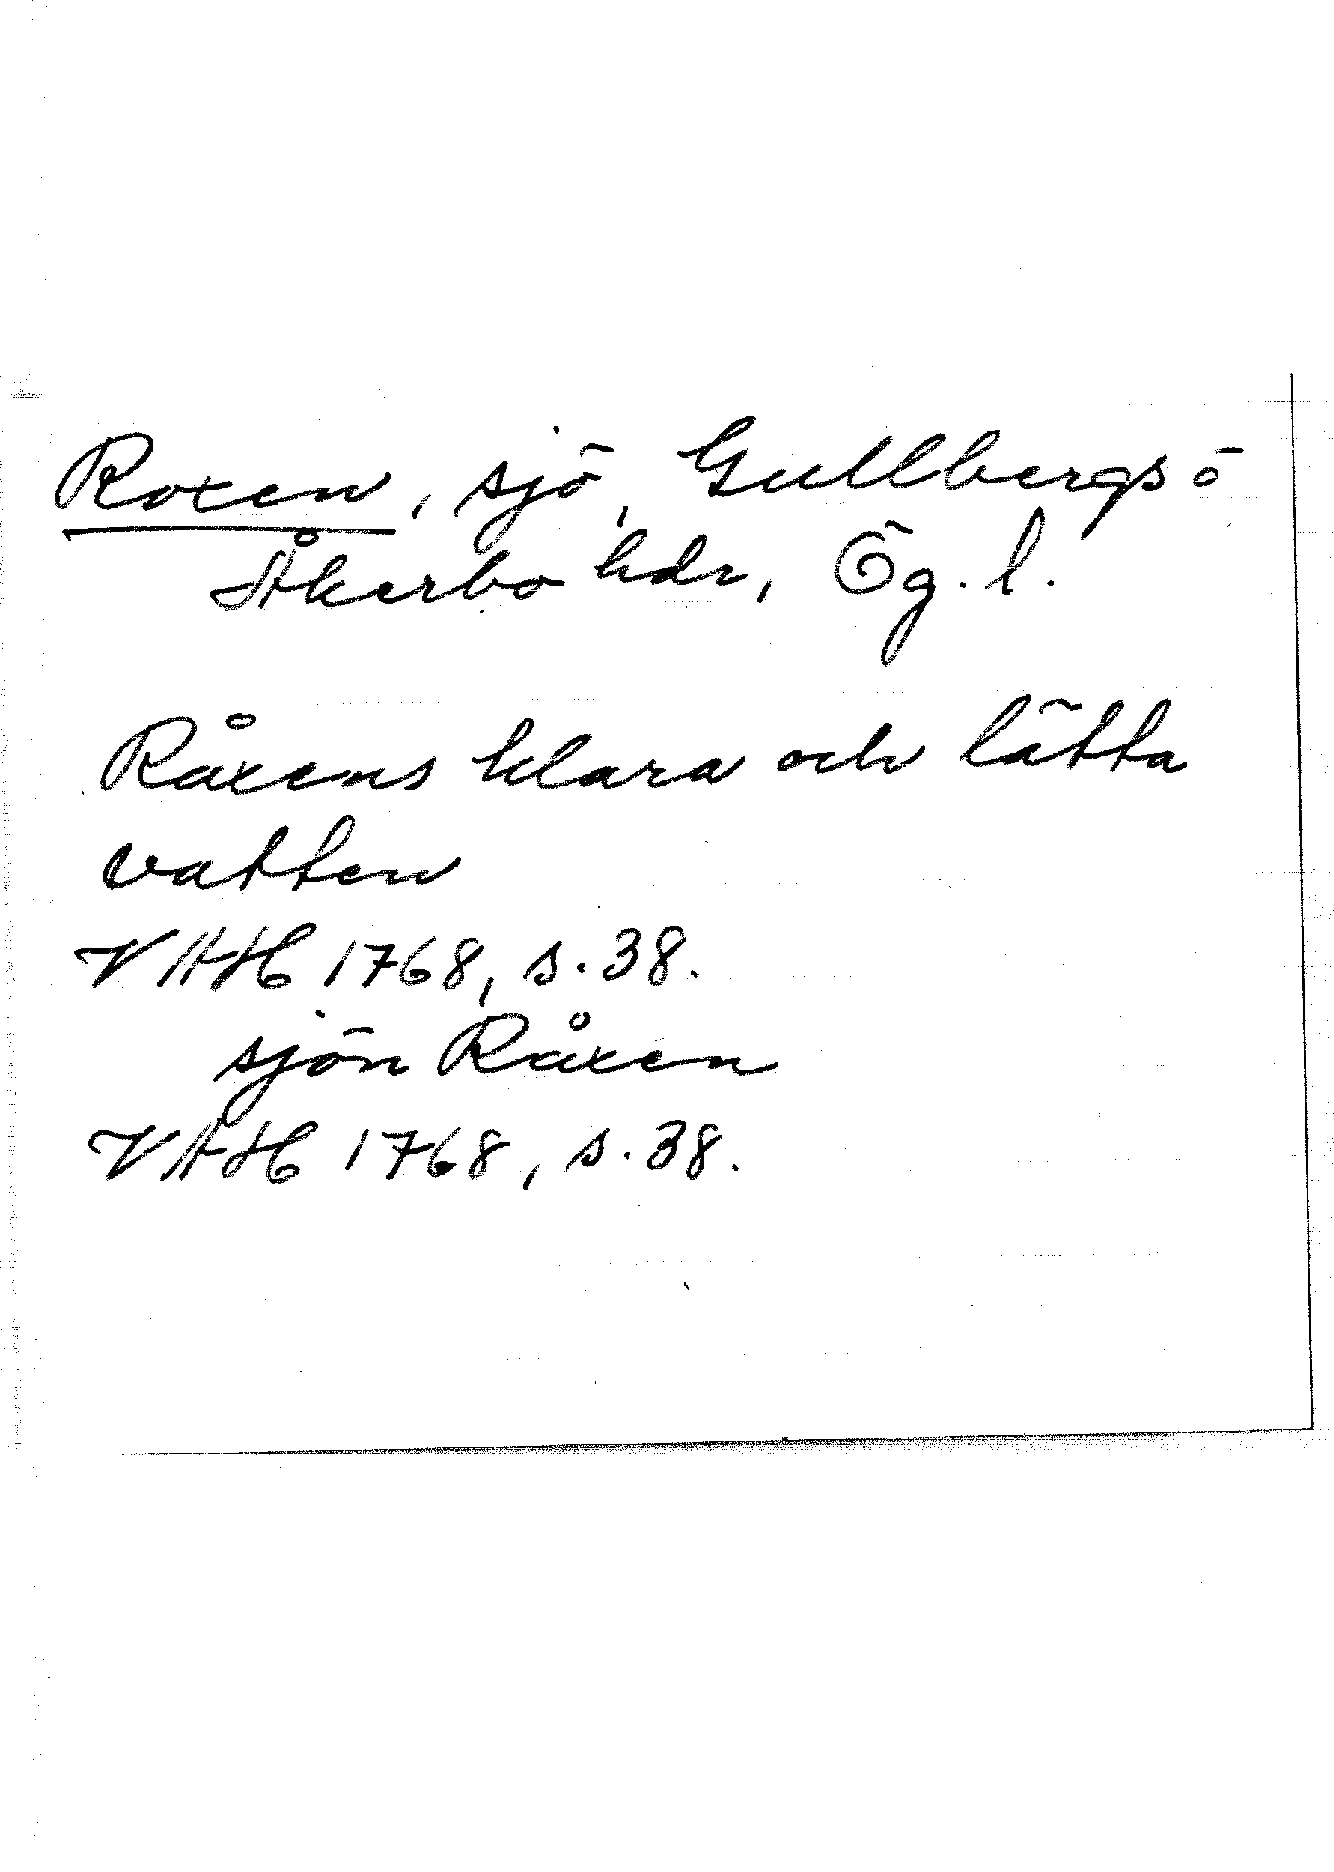 Roxen, sjö, Gullbergs o
Åkerbo hdr, Ög. l.
Råxens klara och lätta
vatten
VAH 1768, s. 38.
sjön Råxen
VAH 1768, s. 38.